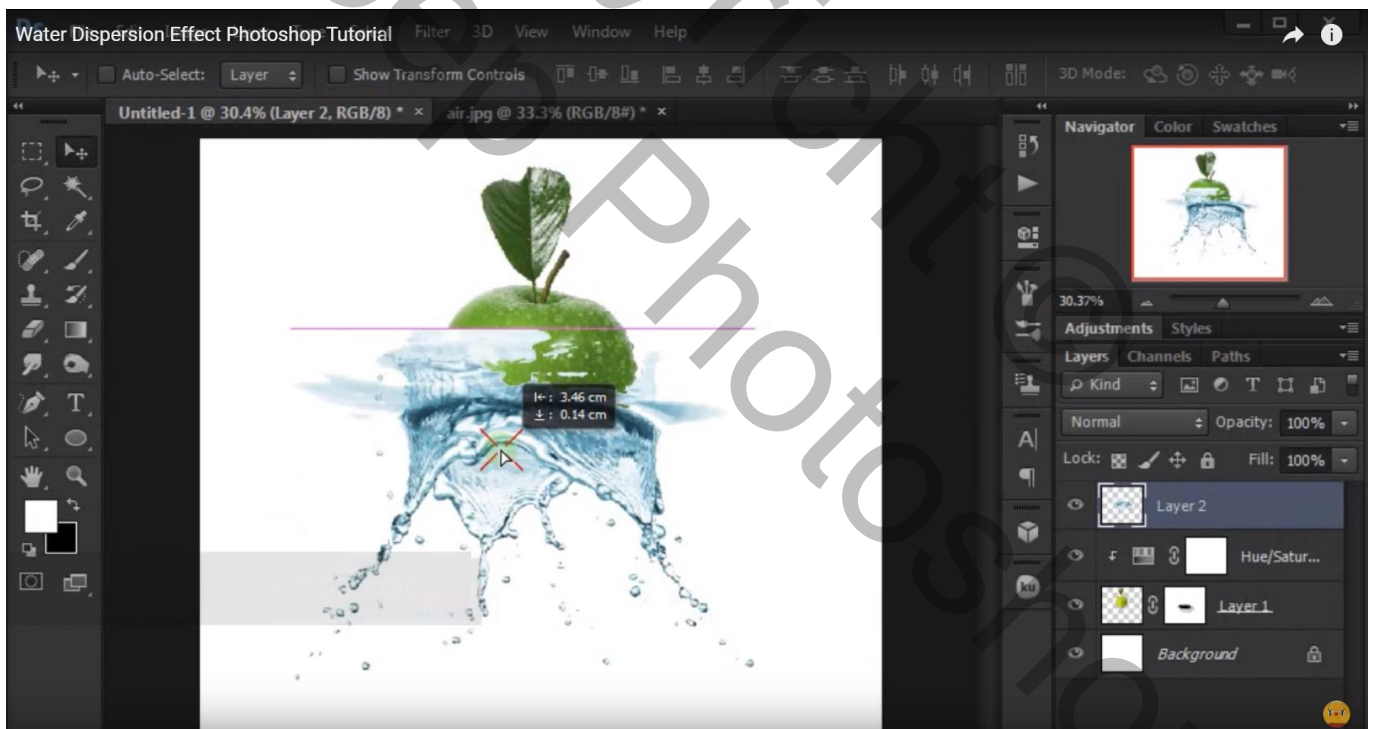 Water Dispersion Effect Photoshop Tutorial
Filter 3D View Window Help
Auto-Select: Layer Show Transform Controls 3D Mode:
Untitled-1 @ 30.4% (Layer 2, RGB/8) * × air.jpg @ 33.3% (RGB/8#) * ×
Navigator Color Swatches
30.37%
Adjustments Styles
Layers Channels Paths
Kind
Normal Opacity: 100%
Lock: Fill: 100%
Layer 2
Hue/Satur...
Layer 1
Background
3.46 cm
0.14 cm
ku